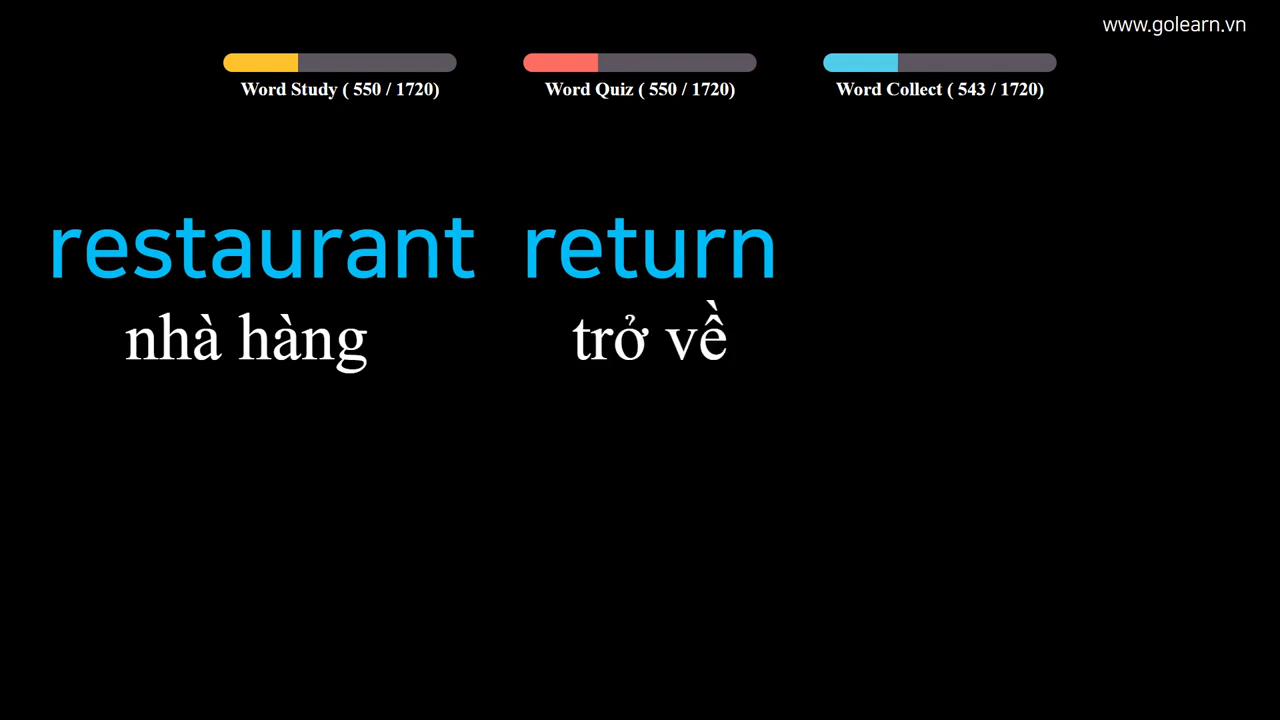 www.golearn.vn
Word Study ( 550 / 1720)
Word Quiz ( 550 / 1720)
Word Collect ( 543 / 1720)
restaurant return
nhà hàng trở về